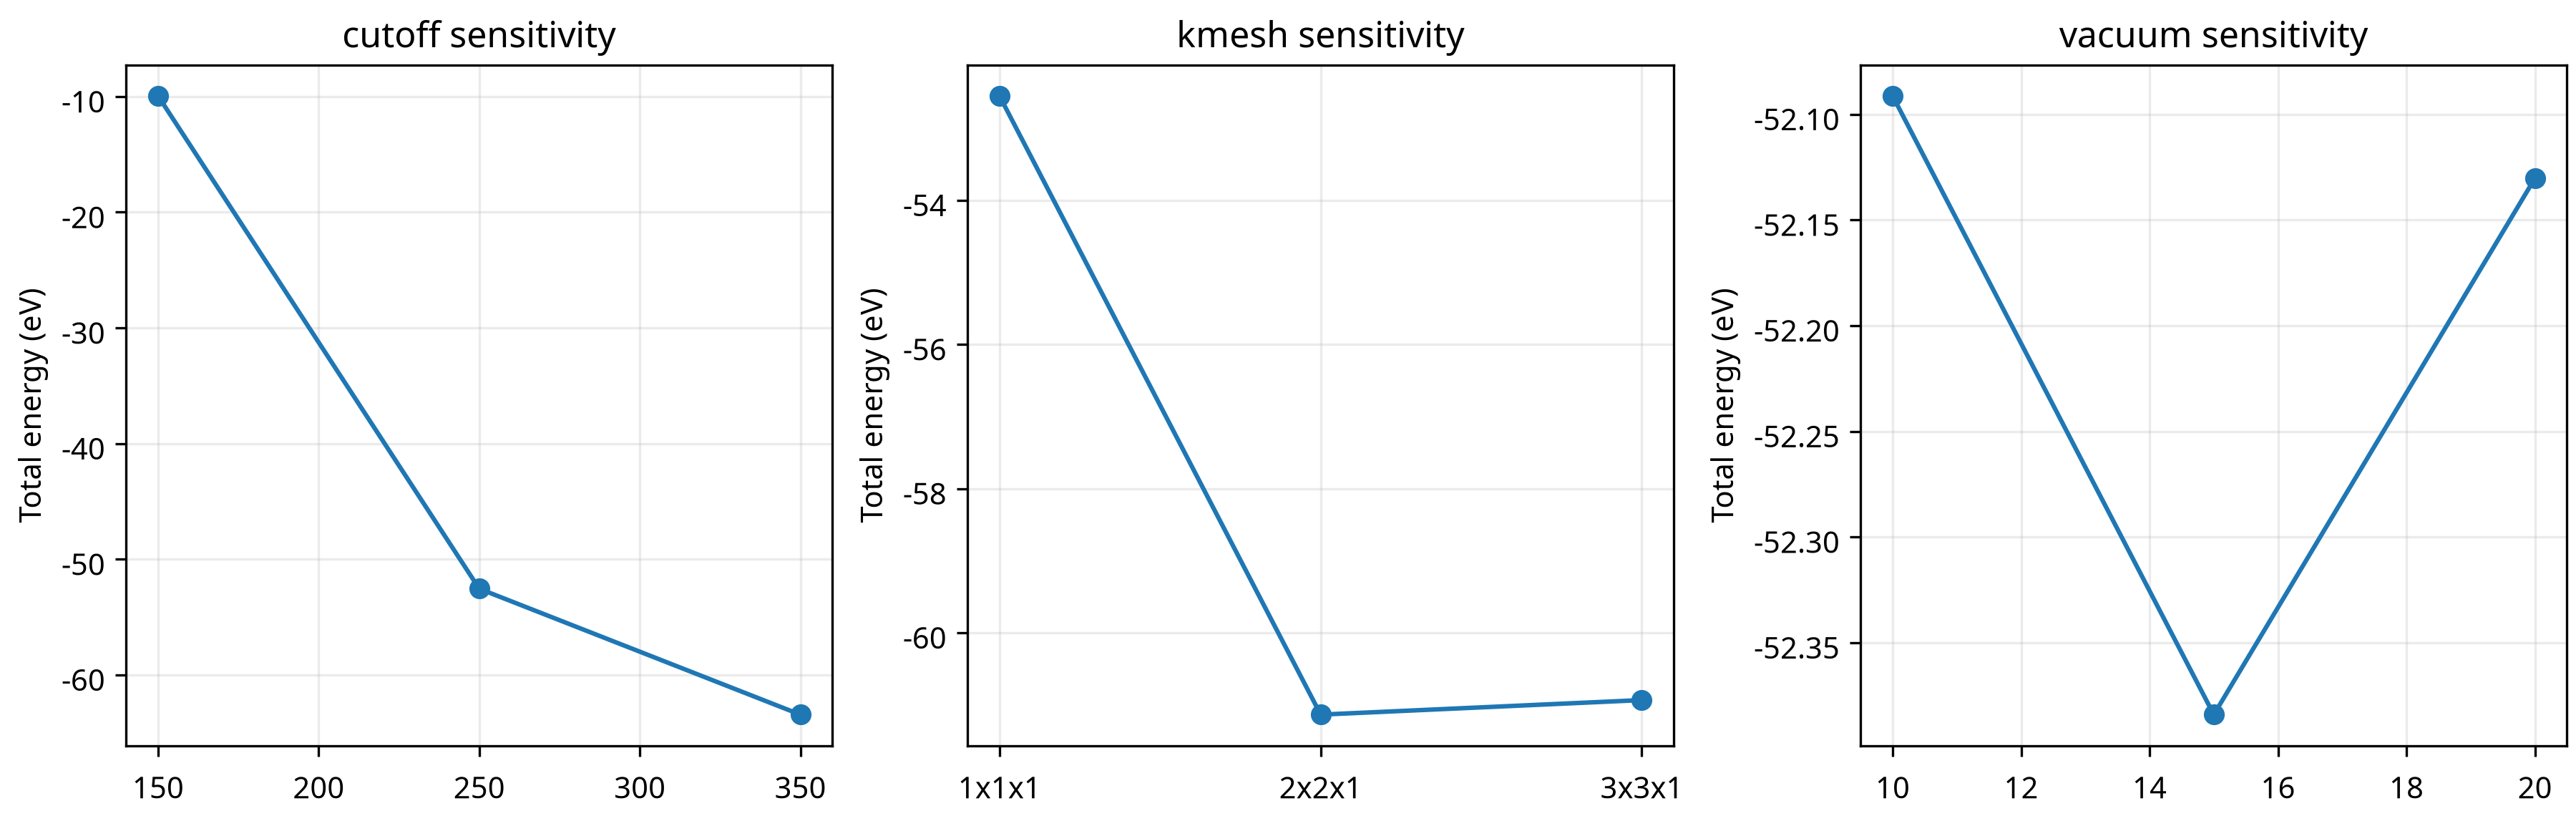 cutoff sensitivity
Total energy (eV)
-10
-20
-30
-40
-50
-60
150 200 250 300 350
kmesh sensitivity
Total energy (eV)
-54
-56
-58
-60
1x1x1 2x2x1 3x3x1
vacuum sensitivity
Total energy (eV)
-52.10
-52.15
-52.20
-52.25
-52.30
-52.35
10 12 14 16 18 20